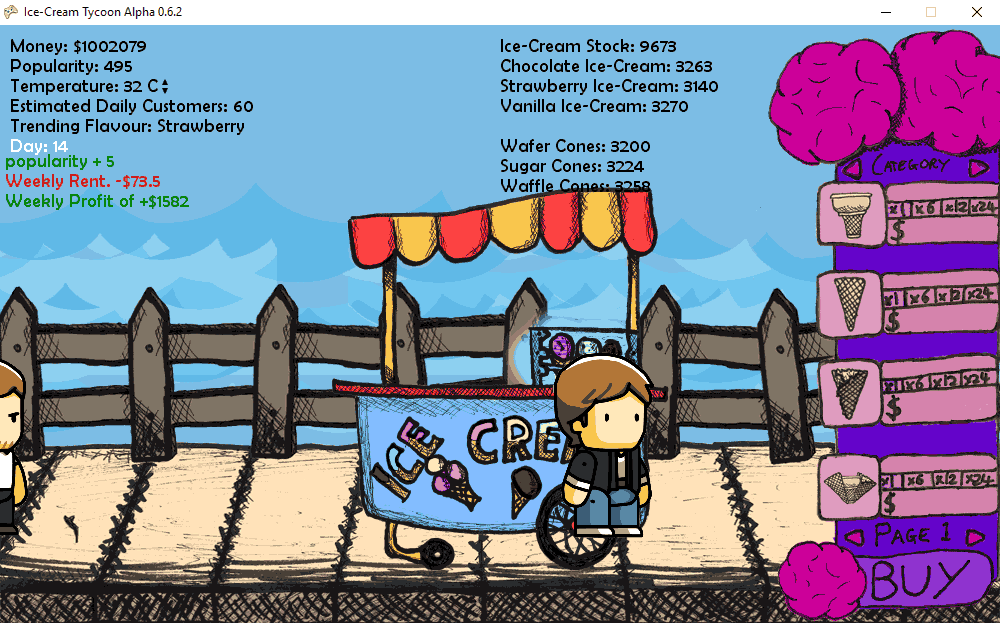 Ice-Cream Tycoon Alpha 0.6.2
Money: $1002079
Popularity: 495
Temperature: 32 C
Estimated Daily Customers: 60
Trending Flavour: Strawberry
Day: 14
popularity + 5
Weekly Rent. -$73.5
Weekly Profit of +$1582
Ice-Cream Stock: 9673
Chocolate Ice-Cream: 3263
Strawberry Ice-Cream: 3140
Vanilla Ice-Cream: 3270
Wafer Cones: 3200
Sugar Cones: 3224
Waffle Cones: 3258
ICE CRE
CATEGORY
x1 x6 x12 x24
$
x1 x6 x12 x24
$
x1 x6 x12 x24
$
x1 x6 x12 x24
$
PAGE 1
BUY